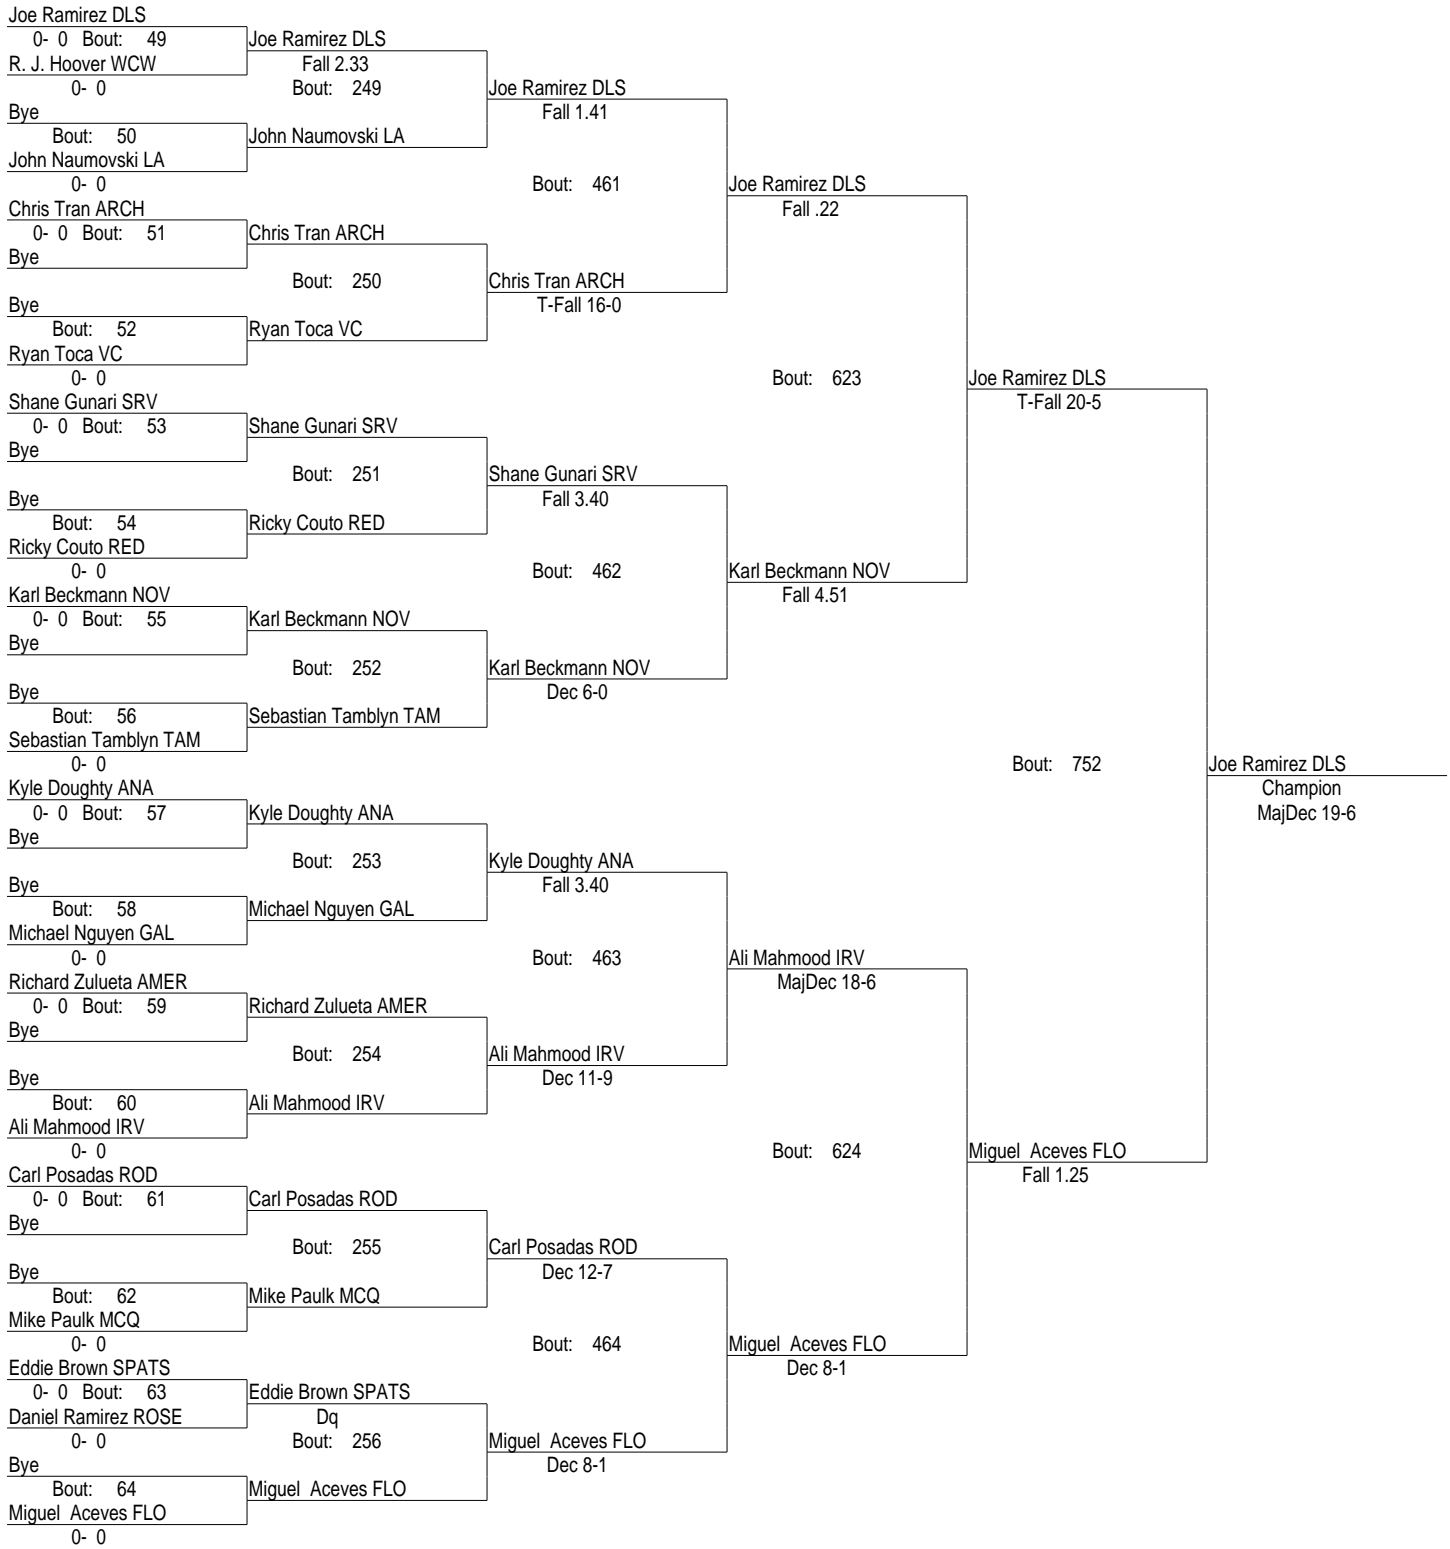 Joe Ramirez DLS
0- 0 Bout: 49
Joe Ramirez DLS
R. J. Hoover WCW
Fall 2.33
0- 0
Bout: 249
Joe Ramirez DLS
Bye
Fall 1.41
Bout: 50
John Naumovski LA
John Naumovski LA
0- 0
Bout: 461
Joe Ramirez DLS
Chris Tran ARCH
Fall .22
0- 0 Bout: 51
Chris Tran ARCH
Bye
Bout: 250
Chris Tran ARCH
Bye
T-Fall 16-0
Bout: 52
Ryan Toca VC
Ryan Toca VC
0- 0
Bout: 623
Joe Ramirez DLS
Shane Gunari SRV
T-Fall 20-5
0- 0 Bout: 53
Shane Gunari SRV
Bye
Bout: 251
Shane Gunari SRV
Bye
Fall 3.40
Bout: 54
Ricky Couto RED
Ricky Couto RED
0- 0
Bout: 462
Karl Beckmann NOV
Karl Beckmann NOV
Fall 4.51
0- 0 Bout: 55
Karl Beckmann NOV
Bye
Bout: 252
Karl Beckmann NOV
Bye
Dec 6-0
Bout: 56
Sebastian Tamblyn TAM
Sebastian Tamblyn TAM
0- 0
Bout: 752
Joe Ramirez DLS
Kyle Doughty ANA
Champion
0- 0 Bout: 57
Kyle Doughty ANA
MajDec 19-6
Bye
Bout: 253
Kyle Doughty ANA
Bye
Fall 3.40
Bout: 58
Michael Nguyen GAL
Michael Nguyen GAL
0- 0
Bout: 463
Ali Mahmood IRV
Richard Zulueta AMER
MajDec 18-6
0- 0 Bout: 59
Richard Zulueta AMER
Bye
Bout: 254
Ali Mahmood IRV
Bye
Dec 11-9
Bout: 60
Ali Mahmood IRV
Ali Mahmood IRV
0- 0
Bout: 624
Miguel Aceves FLO
Carl Posadas ROD
Fall 1.25
0- 0 Bout: 61
Carl Posadas ROD
Bye
Bout: 255
Carl Posadas ROD
Bye
Dec 12-7
Bout: 62
Mike Paulk MCQ
Mike Paulk MCQ
0- 0
Bout: 464
Miguel Aceves FLO
Eddie Brown SPATS
Dec 8-1
0- 0 Bout: 63
Eddie Brown SPATS
Daniel Ramirez ROSE
Dq
0- 0
Bout: 256
Miguel Aceves FLO
Bye
Dec 8-1
Bout: 64
Miguel Aceves FLO
Miguel Aceves FLO
0- 0